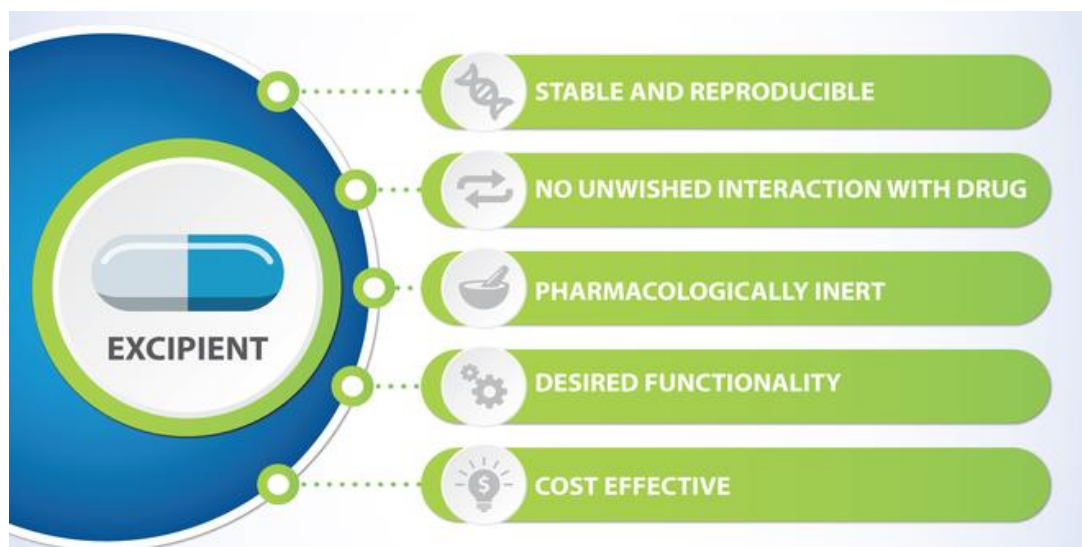 EXCIPIENT
STABLE AND REPRODUCIBLE
NO UNWISHED INTERACTION WITH DRUG
PHARMACOLOGICALLY INERT
DESIRED FUNCTIONALITY
$
COST EFFECTIVE